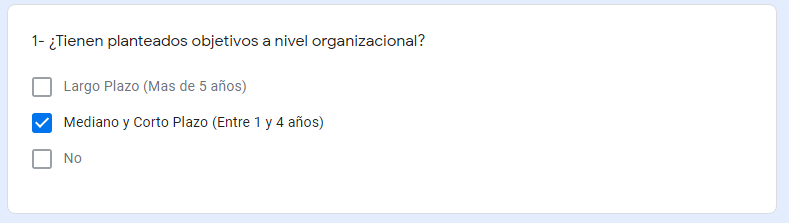 1- ¿Tienen planteados objetivos a nivel organizacional?
Largo Plazo (Mas de 5 años)
Mediano y Corto Plazo (Entre 1 y 4 años)
No